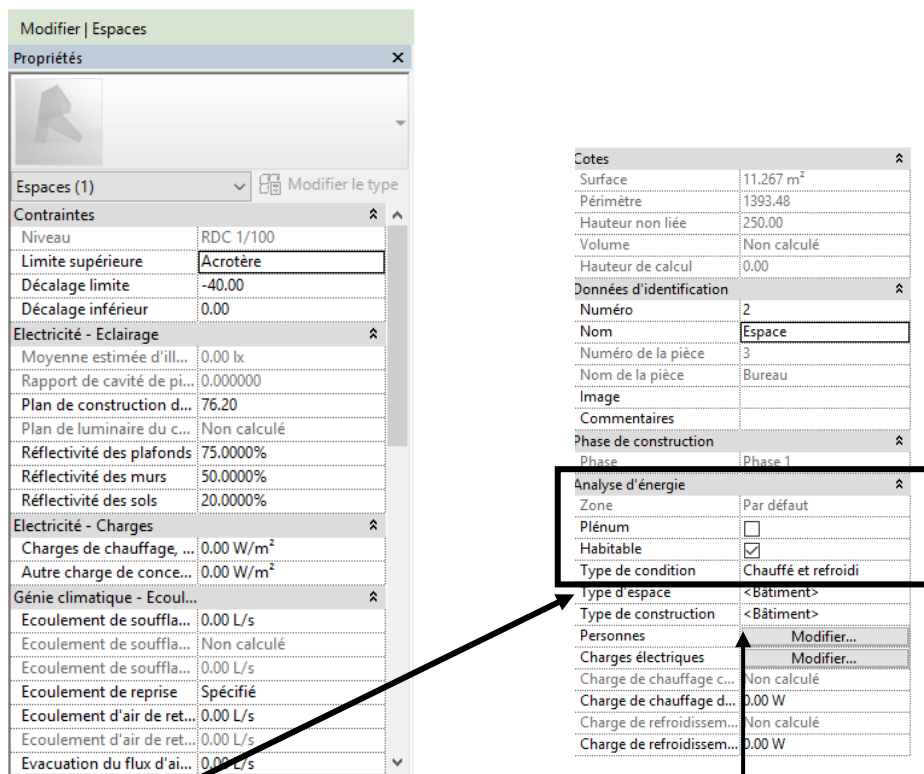 Modifier | Espaces
Propriétés
Espaces (1) Modifier le type
Contraintes
Niveau RDC 1/100
Limite supérieure Acrotère
Décalage limite -40.00
Décalage inférieur 0.00
Electricité - Eclairage
Moyenne estimée d'ill... 0.00 lx
Rapport de cavité de pi... 0.000000
Plan de construction d... 76.20
Plan de luminaire du c... Non calculé
Réflectivité des plafonds 75.0000%
Réflectivité des murs 50.0000%
Réflectivité des sols 20.0000%
Electricité - Charges
Charges de chauffage, ... 0.00 W/m²
Autre charge de conce... 0.00 W/m²
Génie climatique - Ecoul...
Ecoulement de souffla... 0.00 L/s
Ecoulement de souffla... Non calculé
Ecoulement de souffla... 0.00 L/s
Ecoulement de reprise Spécifié
Ecoulement d'air de ret... 0.00 L/s
Ecoulement d'air de ret... 0.00 L/s
Evacuation du flux d'ai... 0.00 L/s
Cotes
Surface 11.267 m²
Périmètre 1393.48
Hauteur non liée 250.00
Volume Non calculé
Hauteur de calcul 0.00
Données d'identification
Numéro 2
Nom Espace
Numéro de la pièce 3
Nom de la pièce Bureau
Image
Commentaires
Phase de construction
Phase Phase 1
Analyse d'énergie
Zone Par défaut
Plénum
Habitable
Type de condition Chauffé et refroidi
Type d'espace <Bâtiment>
Type de construction <Bâtiment>
Personnes Modifier...
Charges électriques Modifier...
Charge de chauffage c... Non calculé
Charge de chauffage d... 0.00 W
Charge de refroidissem... Non calculé
Charge de refroidissem... 0.00 W